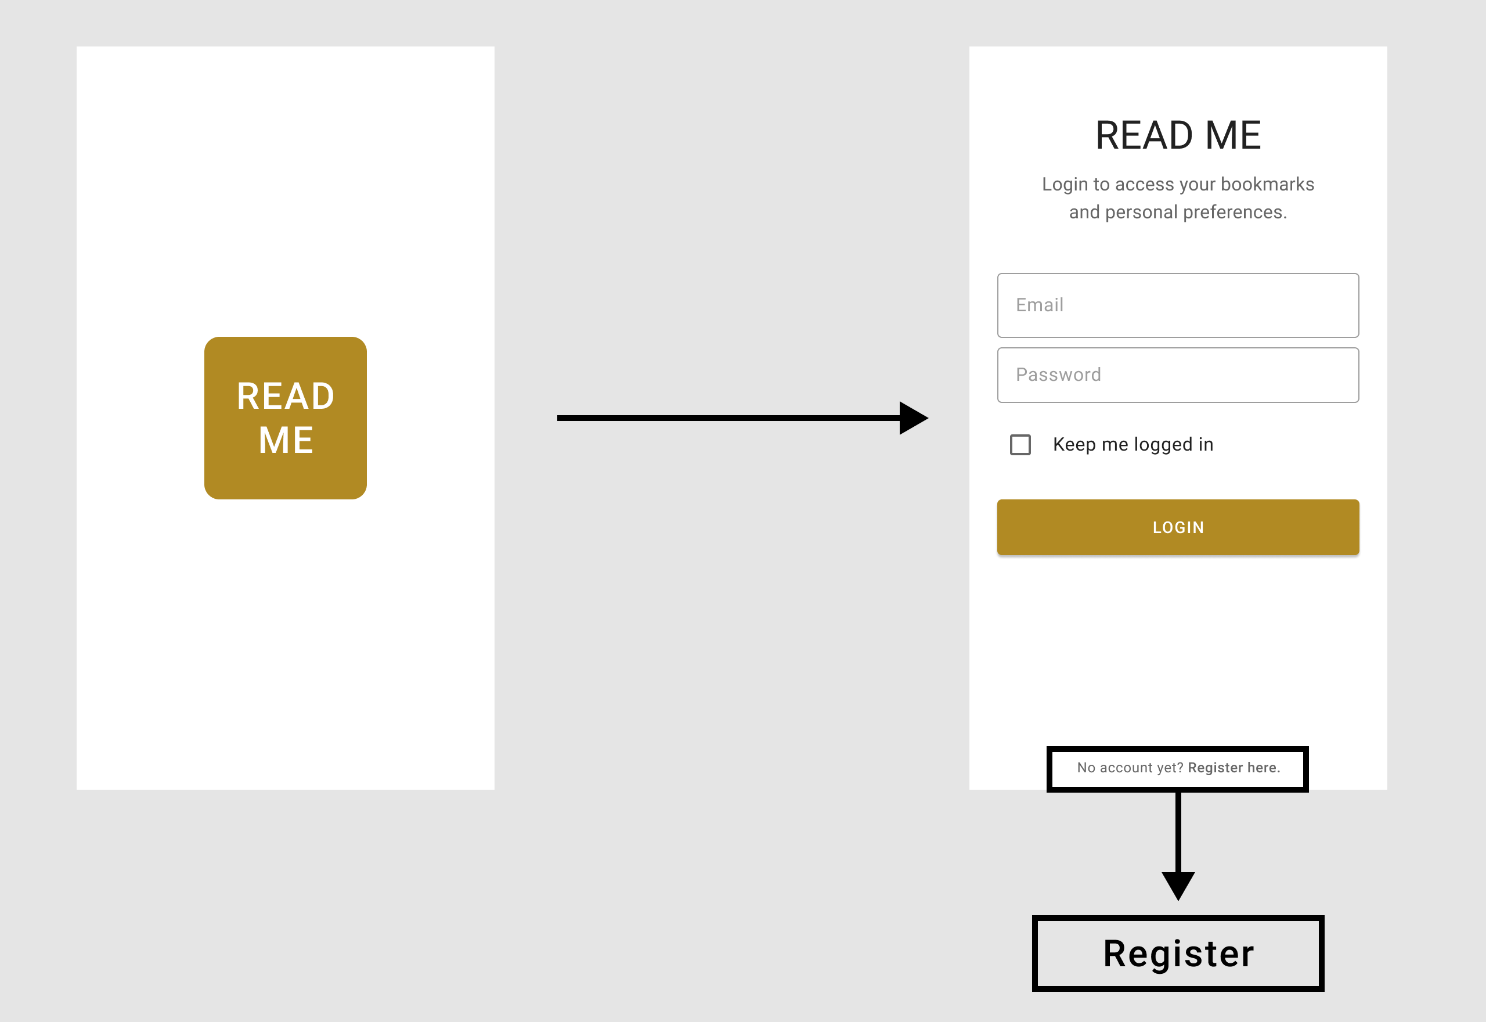 READ
ME
READ ME
Login to access your bookmarks
and personal preferences.
Email
Password
Keep me logged in
LOGIN
No account yet? Register here.
Register